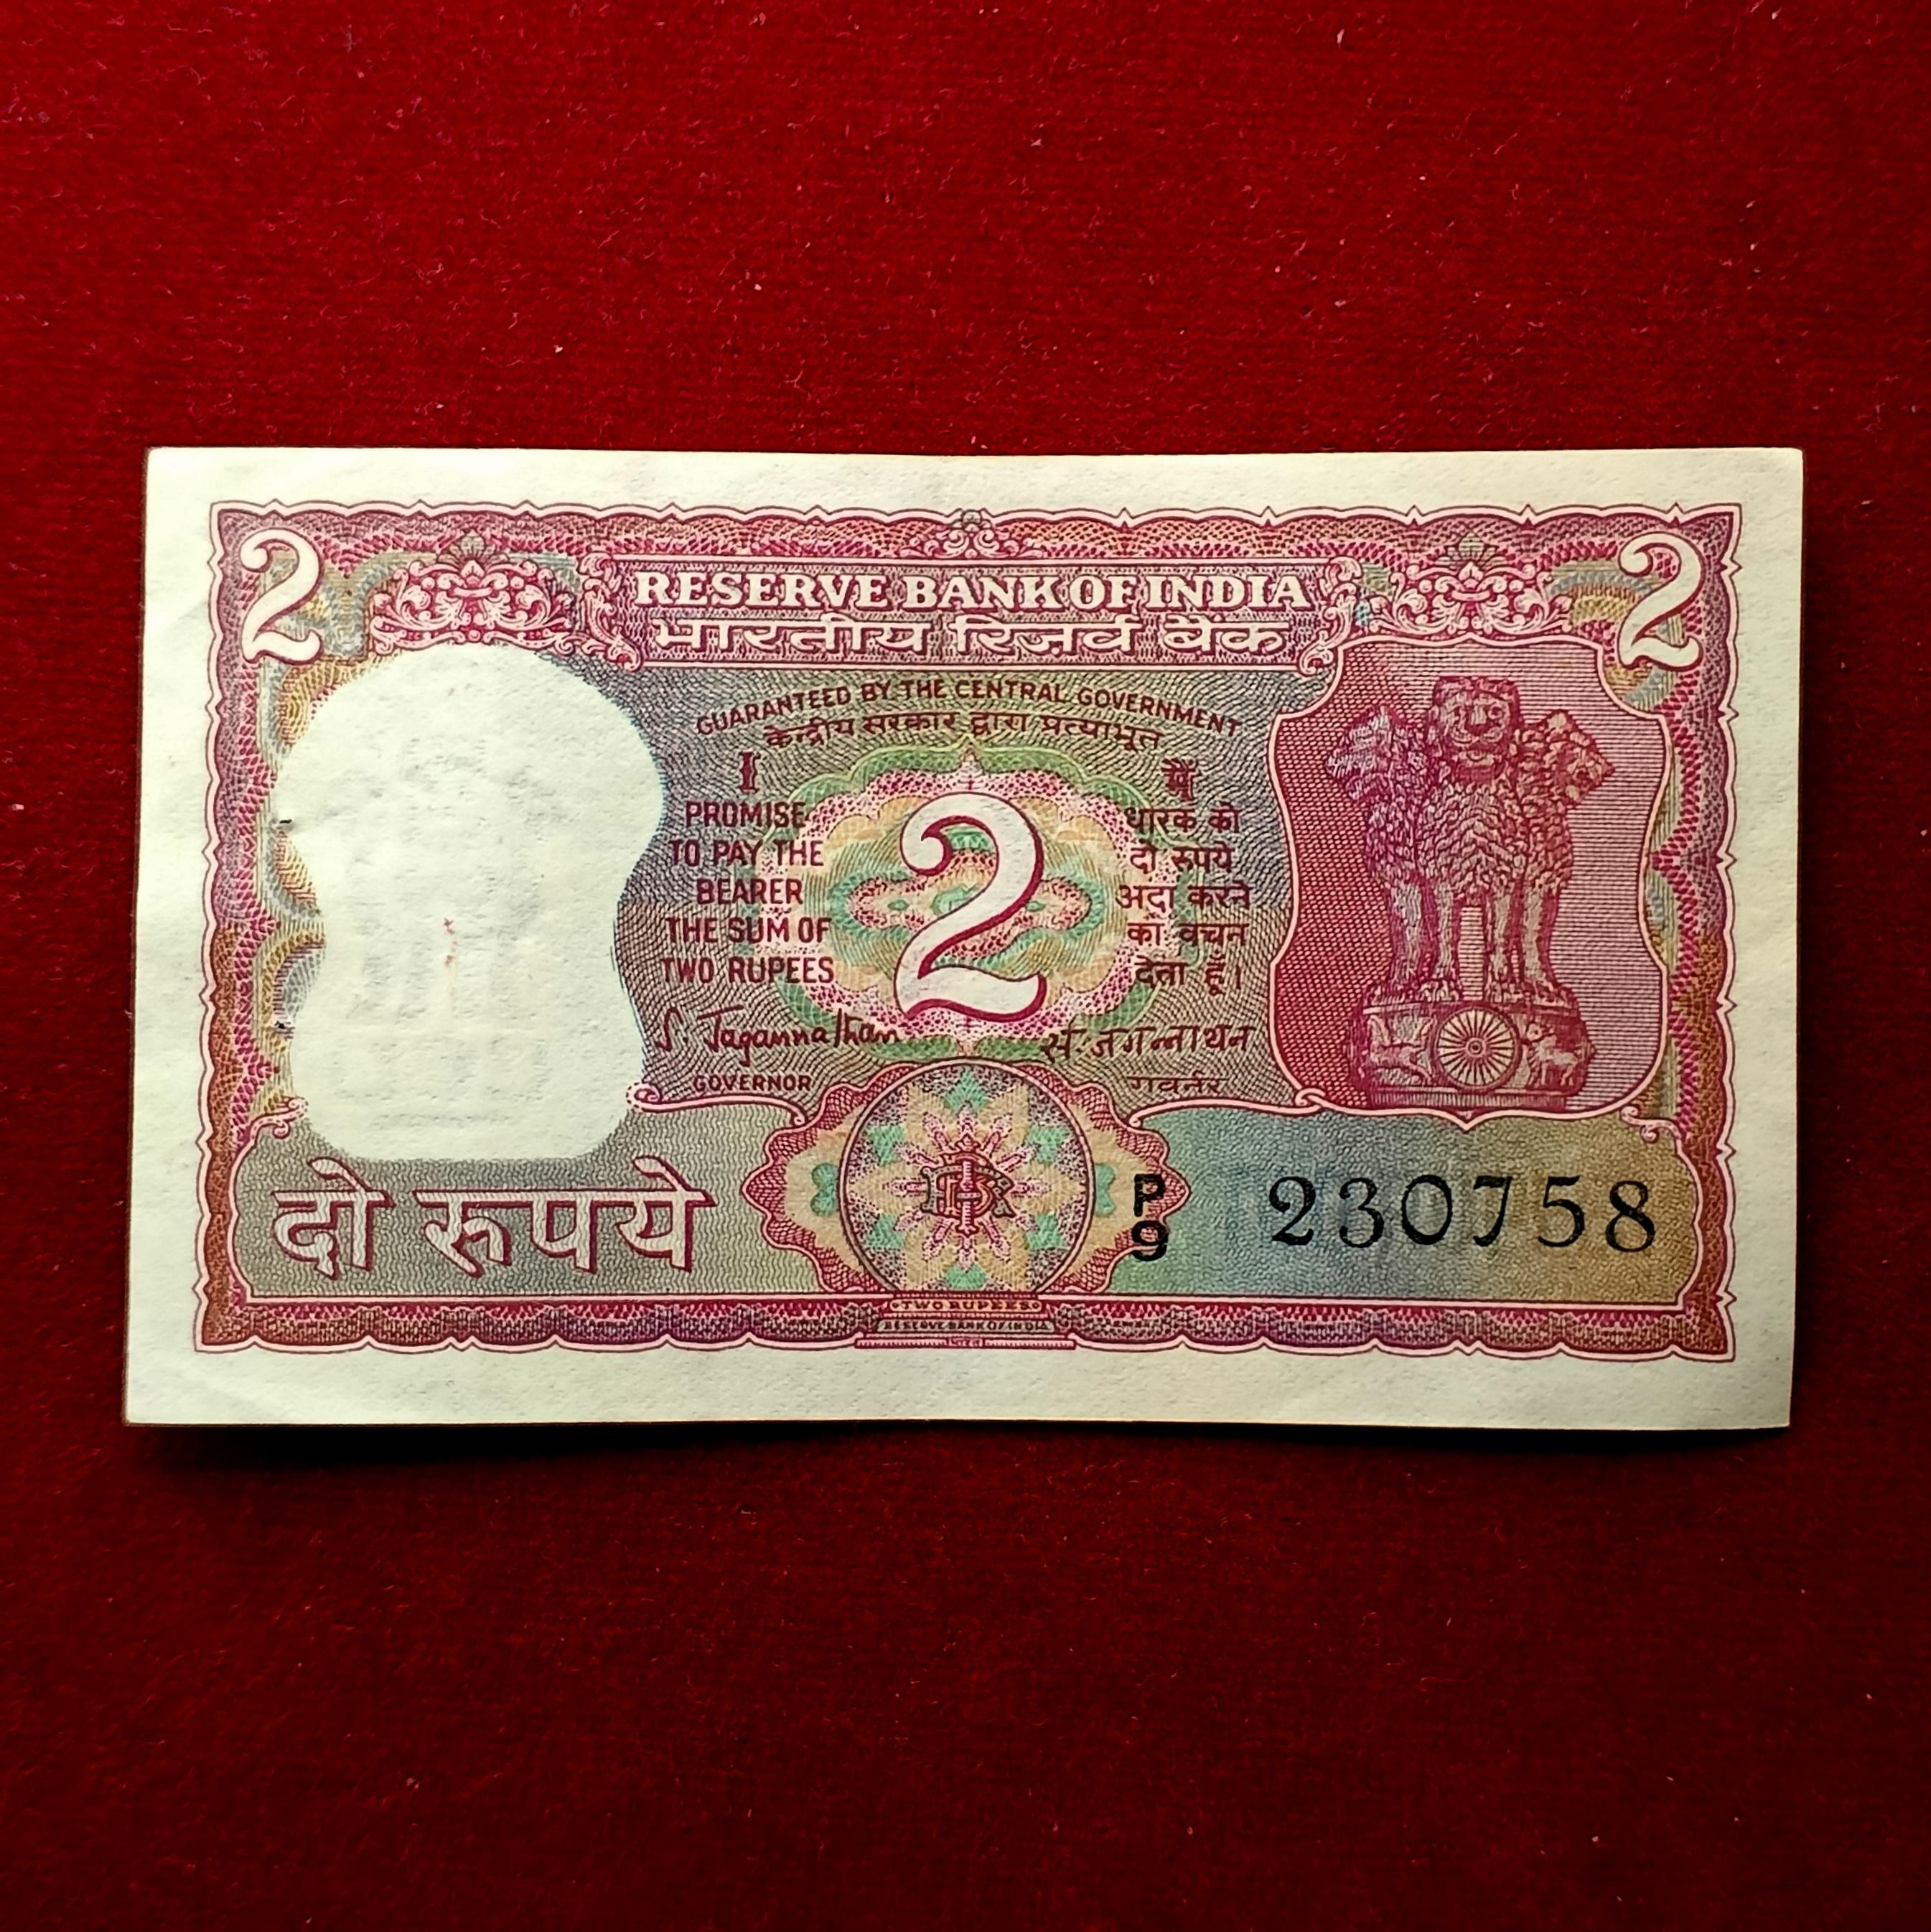 2 2
RESERVE BANK OF INDIA
भारतीय रिज़र्व बैंक
GUARANTEED BY THE CENTRAL GOVERNMENT
केन्द्रीय सरकार द्वारा प्रत्याभूत
I
PROMISE
TO PAY THE
BEARER
THE SUM OF
TWO RUPEES
2
मैं
धारक को
दो रुपये
अदा करने
का वचन
देता हूँ।
S. Jagannathan
GOVERNOR
स. जगन्नाथन
गवर्नर
दो रूपये
P
9
230758
TWO RUPEES
RESERVE BANK OF INDIA